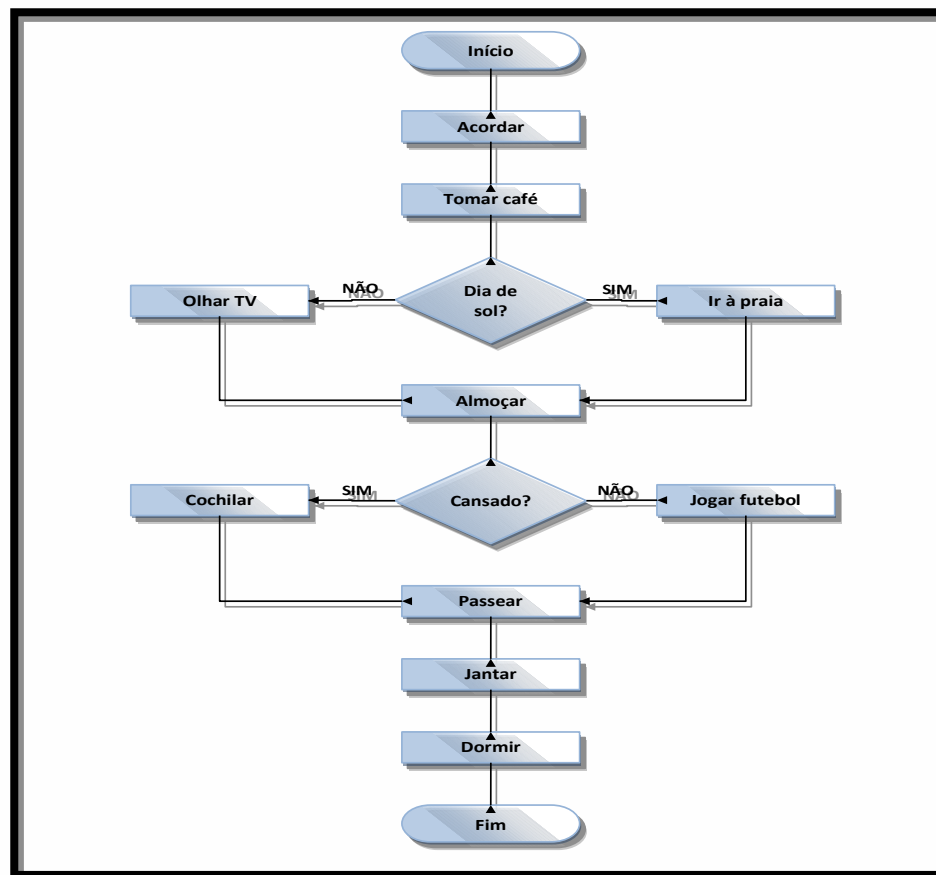 Início
Acordar
Tomar café
Olhar TV
NÃO
Dia de
sol?
SIM
Ir à praia
Almoçar
Cochilar
SIM
Cansado?
NÃO
Jogar futebol
Passear
Jantar
Dormir
Fim